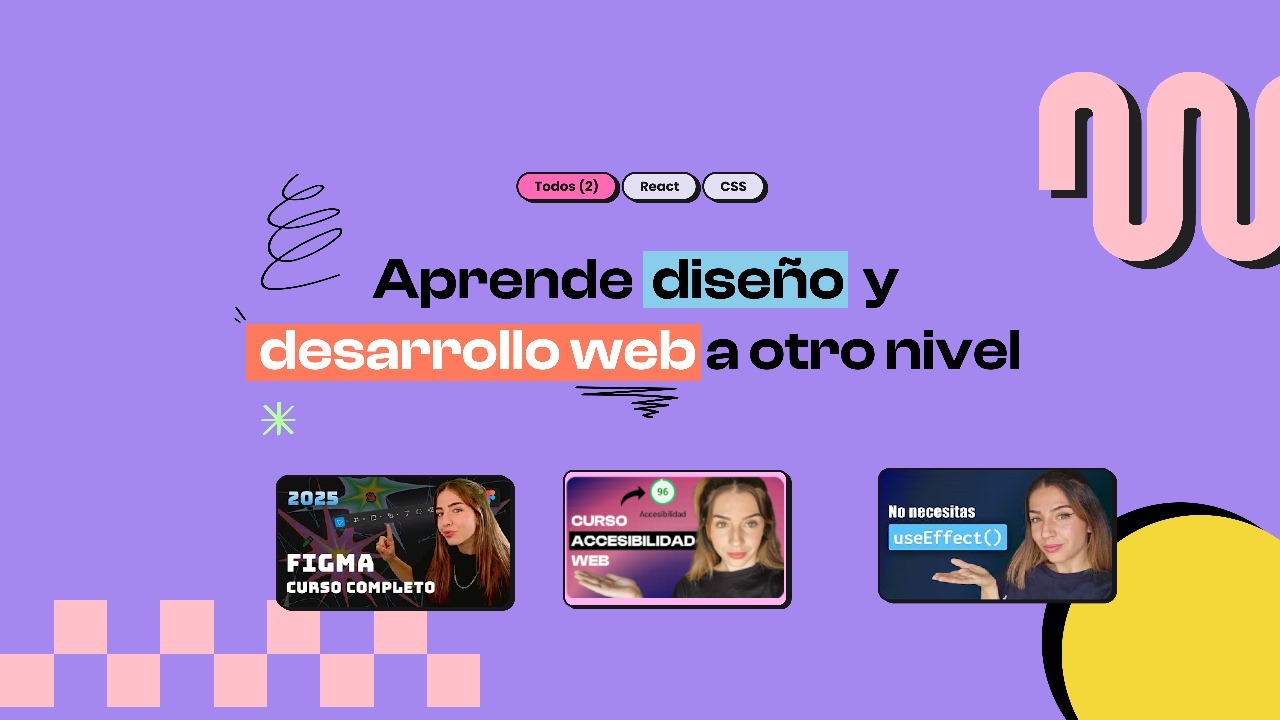 Todos (2) React CSS
Aprende diseño y
desarrollo web a otro nivel
2025
FIGMA
CURSO COMPLETO
96
Accesibilidad
CURSO
ACCESIBILIDAD
WEB
No necesitas
useEffect()